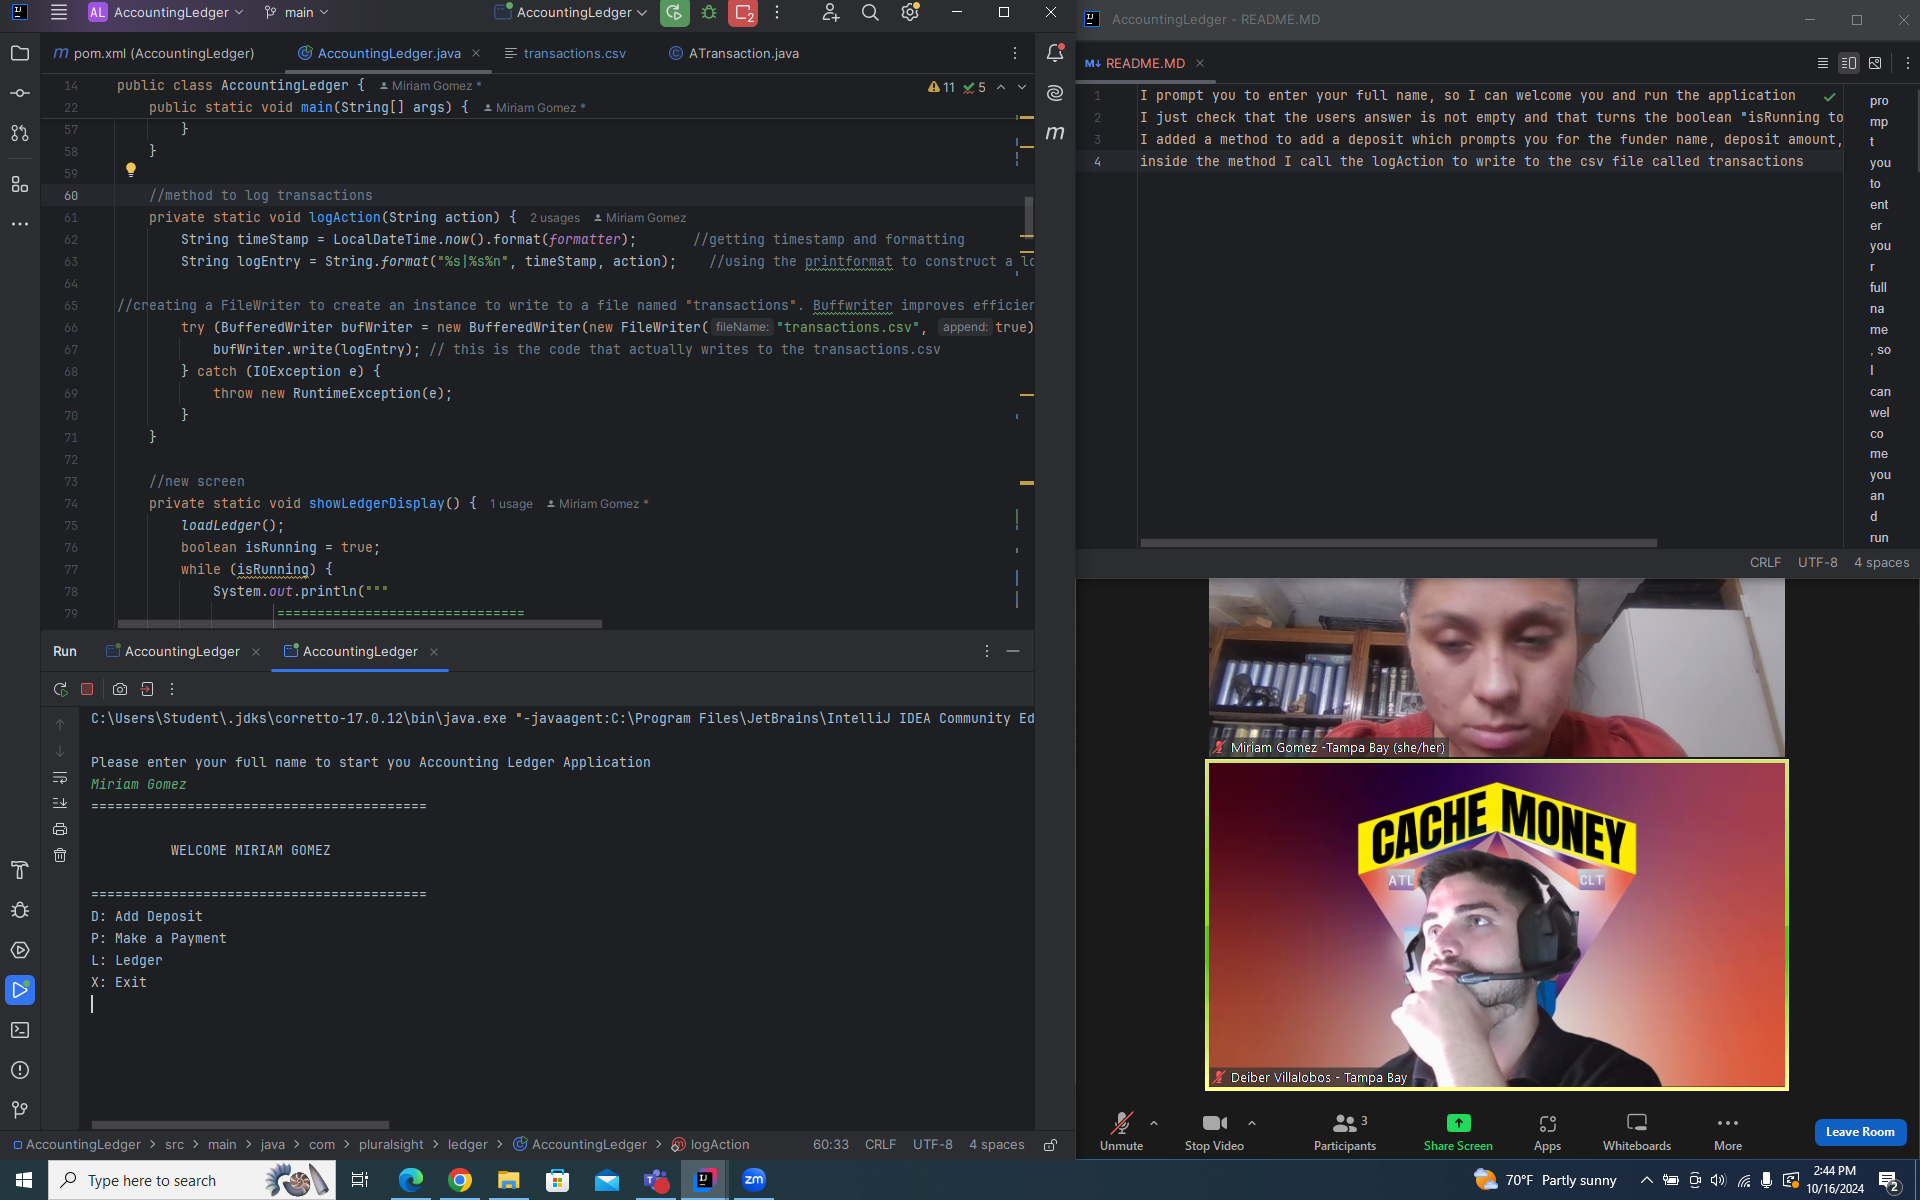 AL AccountingLedger main AccountingLedger 2
pom.xml (AccountingLedger) AccountingLedger.java transactions.csv ATransaction.java
14 public class AccountingLedger { Miriam Gomez *
22 public static void main(String[] args) { Miriam Gomez *
11 5
57 }
58 }
59
60 //method to log transactions
61 private static void logAction(String action) { 2 usages Miriam Gomez
62 String timeStamp = LocalDateTime.now().format(formatter); //getting timestamp and formatting
63 String logEntry = String.format("%s|%s%n", timeStamp, action); //using the printformat to construct a lo
64
65 //creating a FileWriter to create an instance to write to a file named "transactions". Buffwriter improves efficien
66 try (BufferedWriter bufWriter = new BufferedWriter(new FileWriter( fileName: "transactions.csv", append: true)
67 bufWriter.write(logEntry); // this is the code that actually writes to the transactions.csv
68 } catch (IOException e) {
69 throw new RuntimeException(e);
70 }
71 }
72
73 //new screen
74 private static void showLedgerDisplay() { 1 usage Miriam Gomez *
75 loadLedger();
76 boolean isRunning = true;
77 while (isRunning) {
78 System.out.println("""
79 ===============================
Run AccountingLedger AccountingLedger
C:\Users\Student\.jdks\corretto-17.0.12\bin\java.exe "-javaagent:C:\Program Files\JetBrains\IntelliJ IDEA Community Ed
Please enter your full name to start you Accounting Ledger Application
Miriam Gomez
==========================================
WELCOME MIRIAM GOMEZ
==========================================
D: Add Deposit
P: Make a Payment
L: Ledger
X: Exit
AccountingLedger > src > main > java > com > pluralsight > ledger > AccountingLedger > logAction 60:33 CRLF UTF-8 4 spaces
AccountingLedger - README.MD
README.MD
1 I prompt you to enter your full name, so I can welcome you and run the application
2 I just check that the users answer is not empty and that turns the boolean "isRunning to
3 I added a method to add a deposit which prompts you for the funder name, deposit amount,
4 inside the method I call the logAction to write to the csv file called transactions
pro
mp
t
you
to
ent
er
you
r
full
na
me
, so
I
can
wel
co
me
you
an
d
run
CRLF UTF-8 4 spaces
Miriam Gomez -Tampa Bay (she/her)
CACHE MONEY
ATL CLT
Deiber Villalobos - Tampa Bay
Unmute Stop Video Participants 3 Share Screen Apps Whiteboards More Leave Room
Type here to search
zm
70°F Partly sunny
2:44 PM
10/16/2024
2